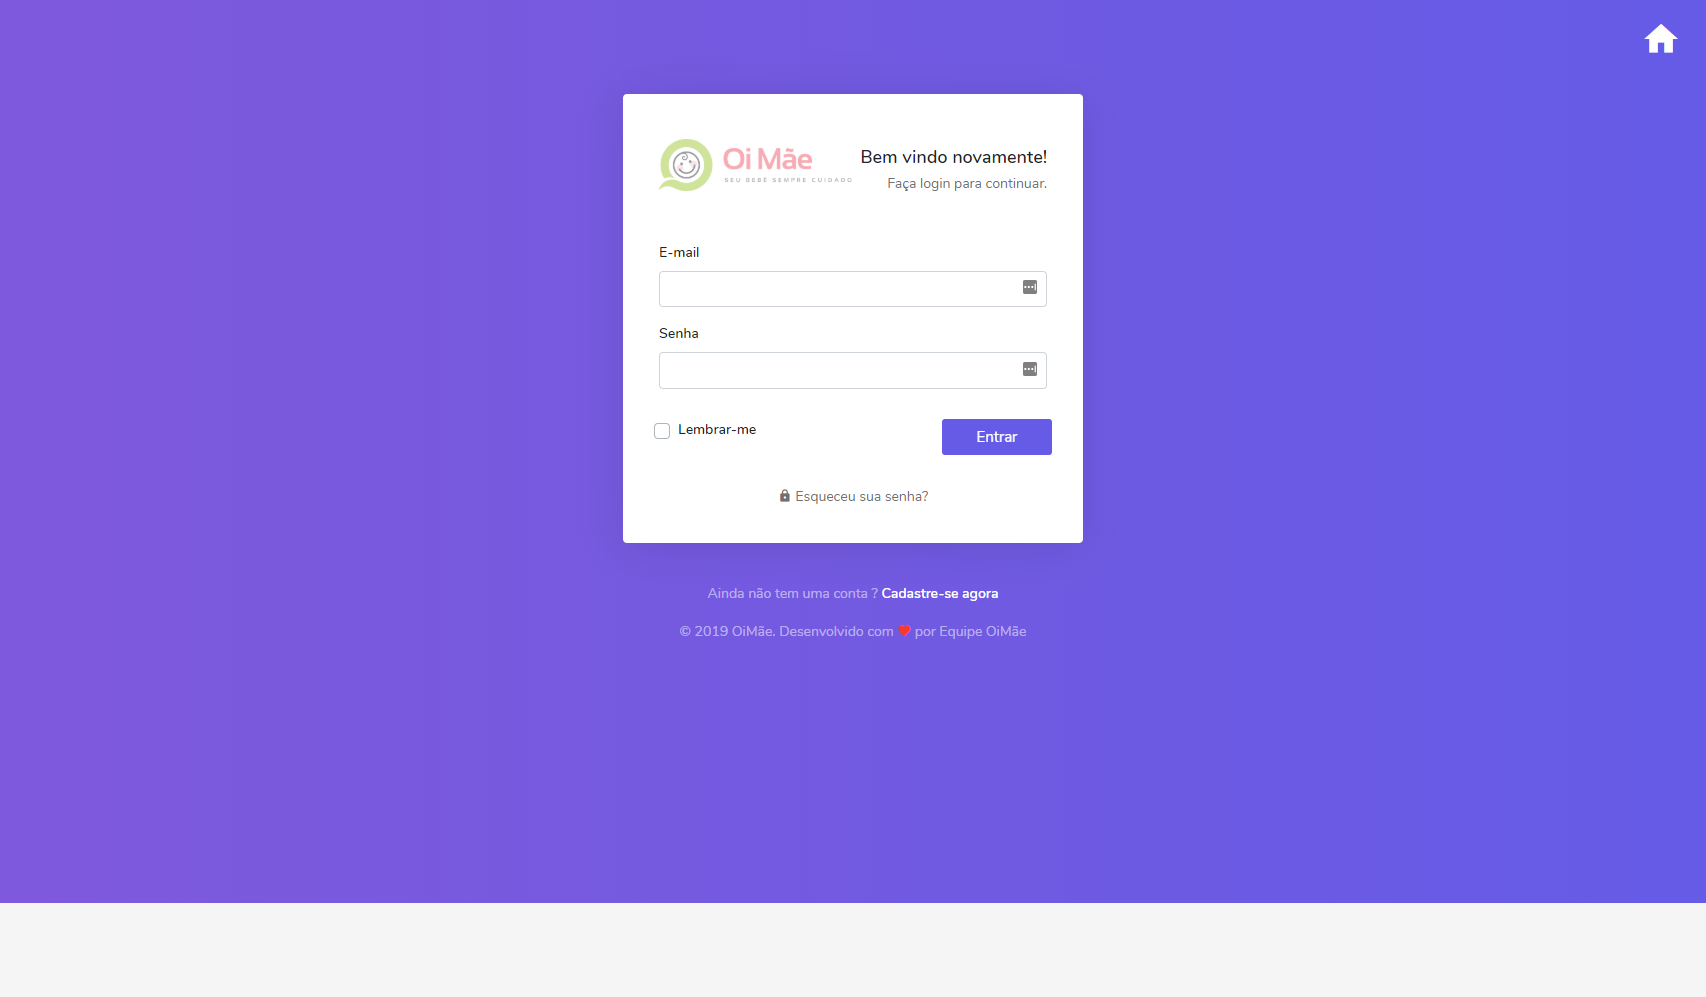 Oi Mãe
SEU BEBÊ SEMPRE CUIDADO
Bem vindo novamente!
Faça login para continuar.
E-mail
Senha
Lembrar-me
Entrar
Esqueceu sua senha?
Ainda não tem uma conta ? Cadastre-se agora
© 2019 OiMãe. Desenvolvido com ❤️ por Equipe OiMãe